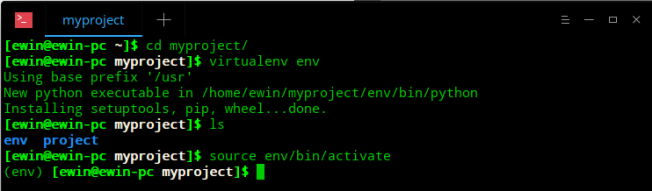 myproject
[ewin@ewin-pc ~]$ cd myproject/
[ewin@ewin-pc myproject]$ virtualenv env
Using base prefix '/usr'
New python executable in /home/ewin/myproject/env/bin/python
Installing setuptools, pip, wheel...done.
[ewin@ewin-pc myproject]$ ls
env  project
[ewin@ewin-pc myproject]$ source env/bin/activate
(env) [ewin@ewin-pc myproject]$